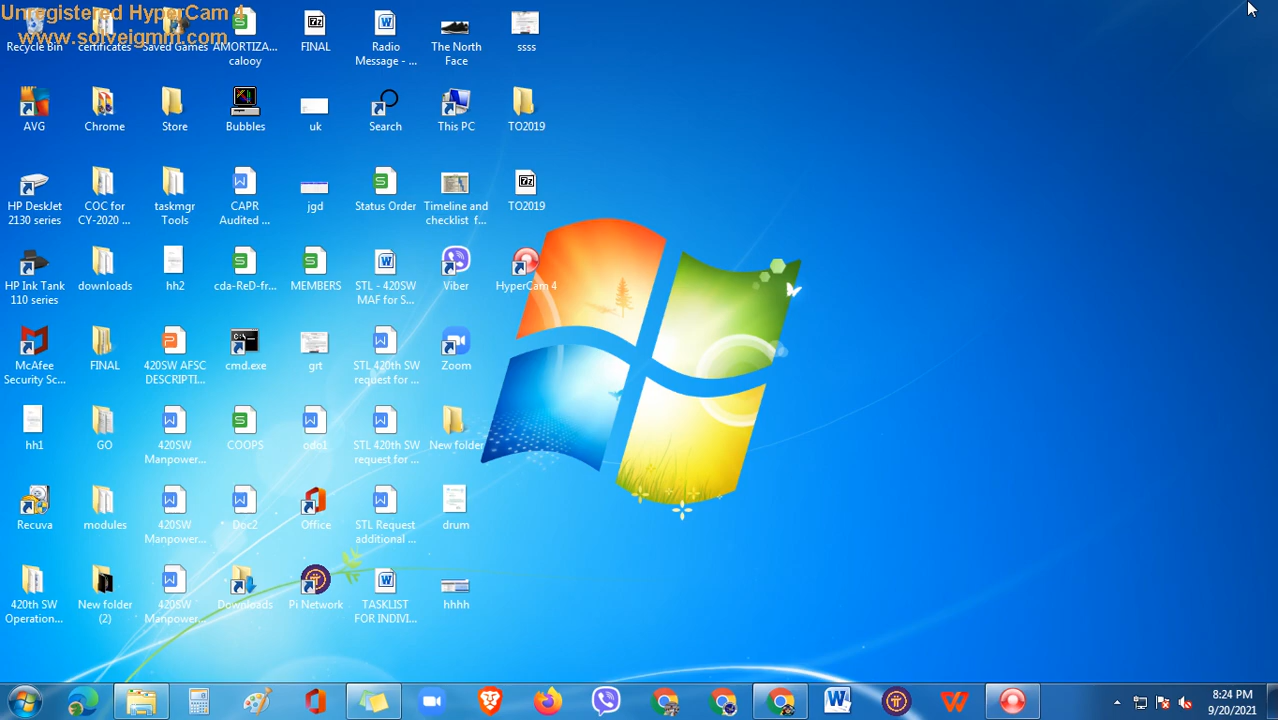 Unregistered HyperCam 4
www.solveigmm.com
Recycle Bin
certificates
Saved Games
AMORTIZA...
calooy
FINAL
Radio
Message - ...
The North
Face
ssss
AVG
Chrome
Store
Bubbles
uk
Search
This PC
TO2019
HP DeskJet
2130 series
COC for
CY-2020 ...
taskmgr
Tools
CAPR
Audited ...
jgd
Status Order
Timeline and
checklist f...
TO2019
HP Ink Tank
110 series
downloads
hh2
cda-ReD-fr...
MEMBERS
STL - 420SW
MAF for S...
Viber
HyperCam 4
McAfee
Security Sc...
FINAL
420SW AFSC
DESCRIPTI...
cmd.exe
grt
STL 420th SW
request for ...
Zoom
hh1
GO
420SW
Manpower...
COOPS
odo1
STL 420th SW
request for ...
New folder
Recuva
modules
420SW
Manpower...
Doc2
Office
STL Request
additional ...
drum
420th SW
Operation...
New folder
(2)
420SW
Manpower...
Downloads
Pi Network
TASKLIST
FOR INDIVI...
hhhh
8:24 PM
9/20/2021